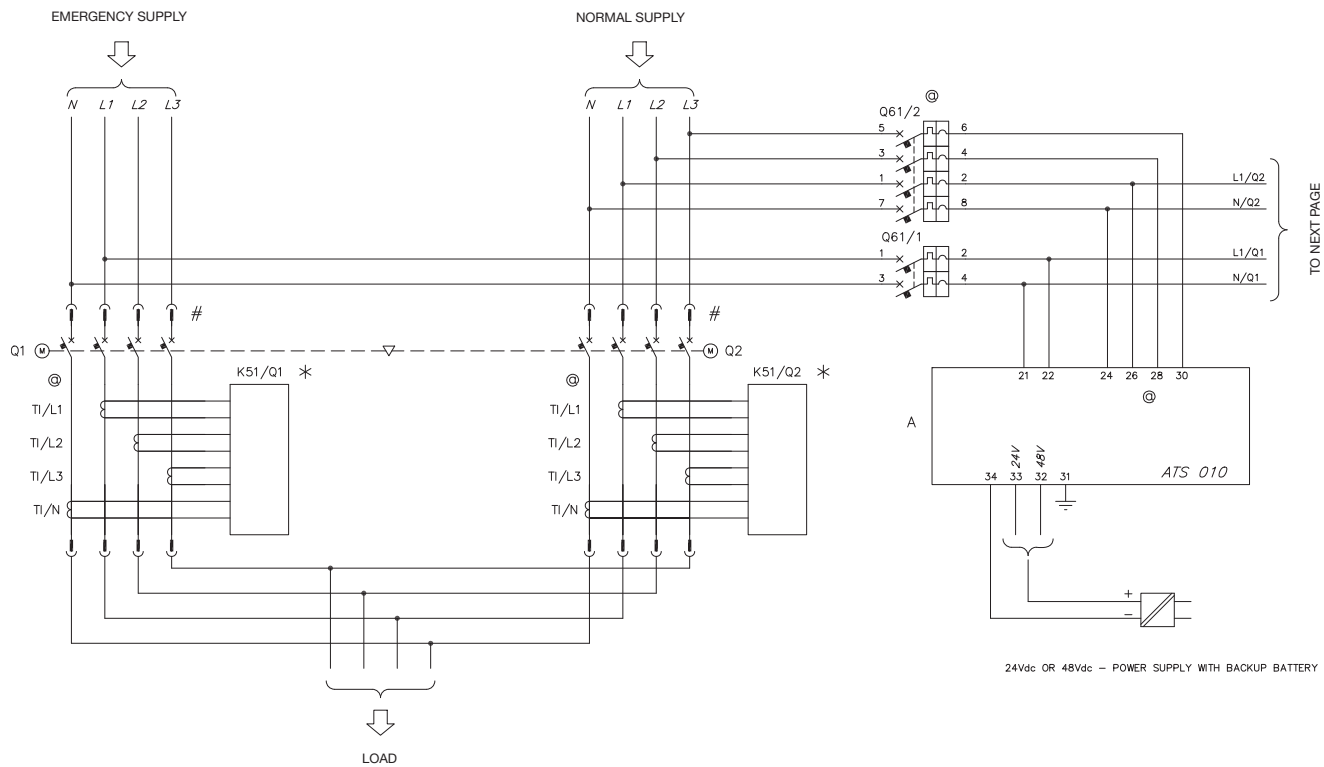 EMERGENCY SUPPLY
NORMAL SUPPLY
N L1 L2 L3
N L1 L2 L3
@
Q61/2
5 6
3 4
1 2 L1/Q2
7 8 N/Q2
Q61/1
1 2 L1/Q1
3 4 N/Q1
TO NEXT PAGE
#
#
Q1 M
M Q2
@
K51/Q1 *
@
K51/Q2 *
TI/L1
TI/L2
TI/L3
TI/N
TI/L1
TI/L2
TI/L3
TI/N
21 22 24 26 28 30
@
A
24V 48V
34 33 32 31
ATS 010
+
−
24Vdc OR 48Vdc – POWER SUPPLY WITH BACKUP BATTERY
LOAD